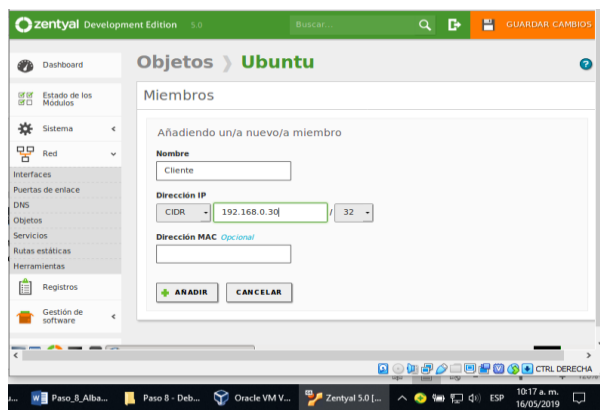 zentyal Development Edition 5.0 Buscar... GUARDAR CAMBIOS
Dashboard
Estado de los
Módulos
Sistema
Red
Interfaces
Puertas de enlace
DNS
Objetos
Servicios
Rutas estáticas
Herramientas
Registros
Gestión de
software
Objetos Ubuntu
Miembros
Añadiendo un/a nuevo/a miembro
Nombre
Cliente
Dirección IP
CIDR 192.168.0.30 / 32
Dirección MAC Opcional
AÑADIR CANCELAR
CTRL DERECHA
Paso_8_Alba... Paso 8 - Deb... Oracle VM V... Zentyal 5.0 [... ESP 10:17 a. m.
16/05/2019